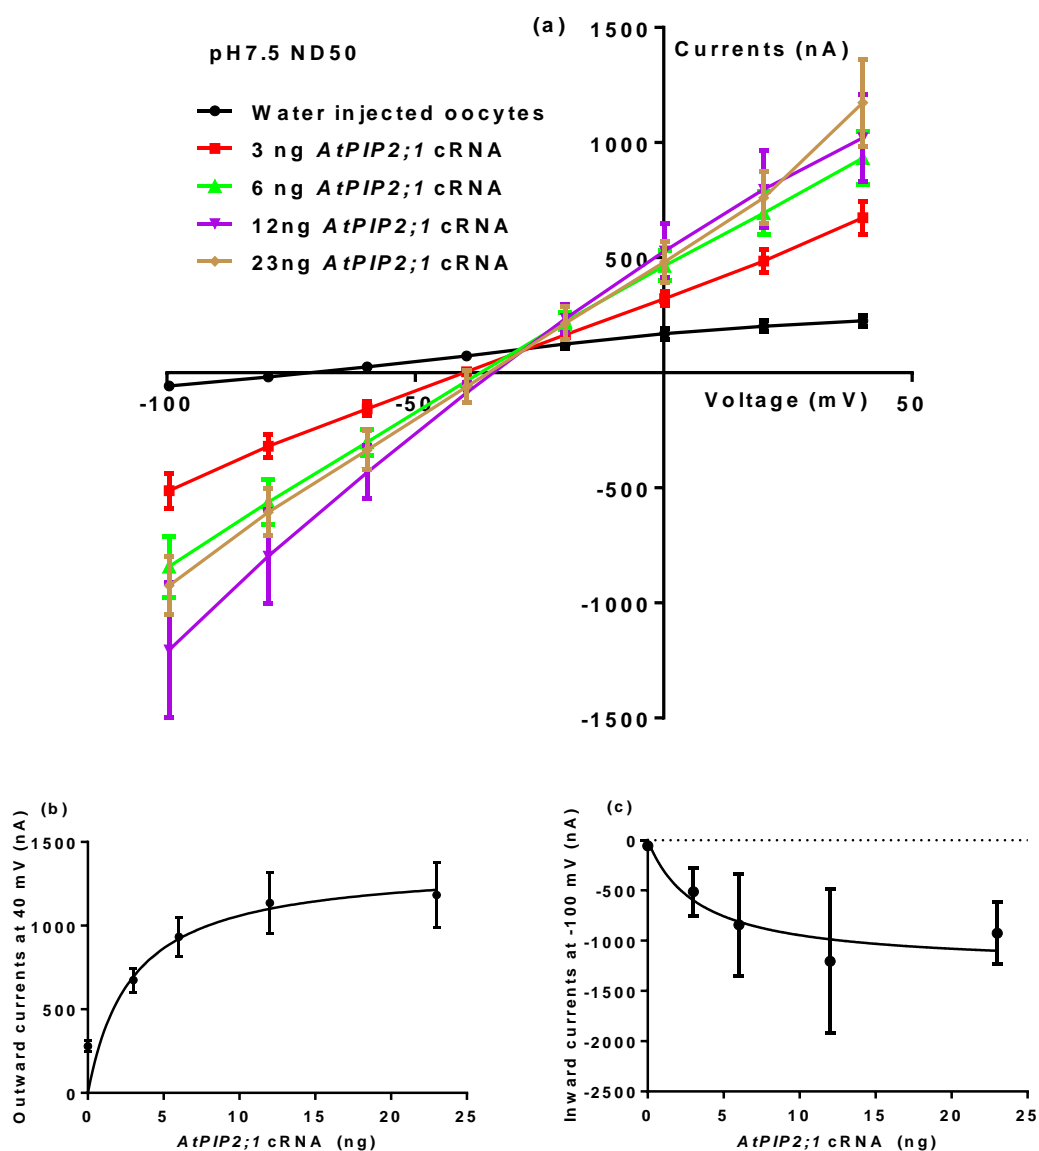 (a)
1500
Currents (nA)
pH7.5 ND50
Water injected oocytes
3 ng AtPIP2;1 cRNA
6 ng AtPIP2;1 cRNA
12ng AtPIP2;1 cRNA
23ng AtPIP2;1 cRNA
1000
500
-100
-50
Voltage (mV)
50
-500
-1000
-1500
(b)
Outward currents at 40 mV (nA)
1500
1000
500
0
0 5 10 15 20 25
AtPIP2;1 cRNA (ng)
(c)
Inward currents at -100 mV (nA)
0
-500
-1000
-1500
-2000
-2500
0 5 10 15 20 25
AtPIP2;1 cRNA (ng)